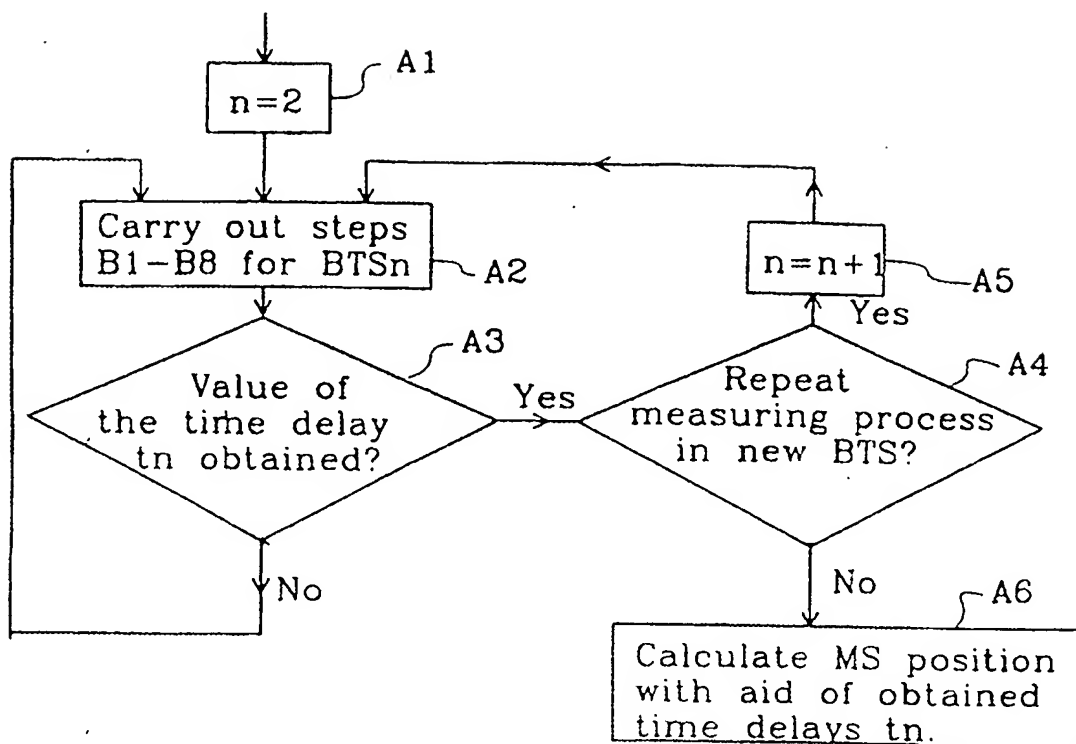 A1
n=2
Carry out steps
B1-B8 for BTSn
A2
n=n+1
A5
Yes
A3
Value of
the time delay
tn obtained?
Yes
A4
Repeat
measuring process
in new BTS?
No
No
A6
Calculate MS position
with aid of obtained
time delays tn.